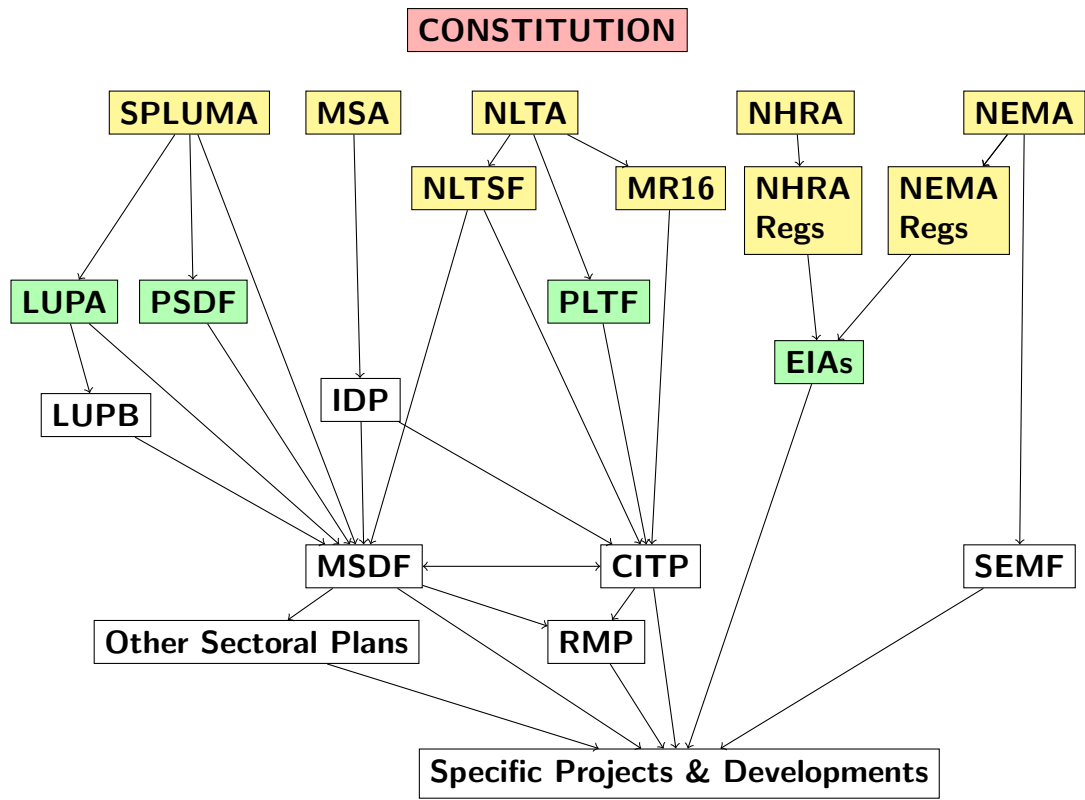 CONSTITUTION
SPLUMA
MSA
NLTA
NHRA
NEMA
NLTSF
MR16
NHRA
Regs
NEMA
Regs
LUPA
PSDF
PLTF
EIAs
IDP
LUPB
MSDF
CITP
SEMF
Other Sectoral Plans
RMP
Specific Projects & Developments